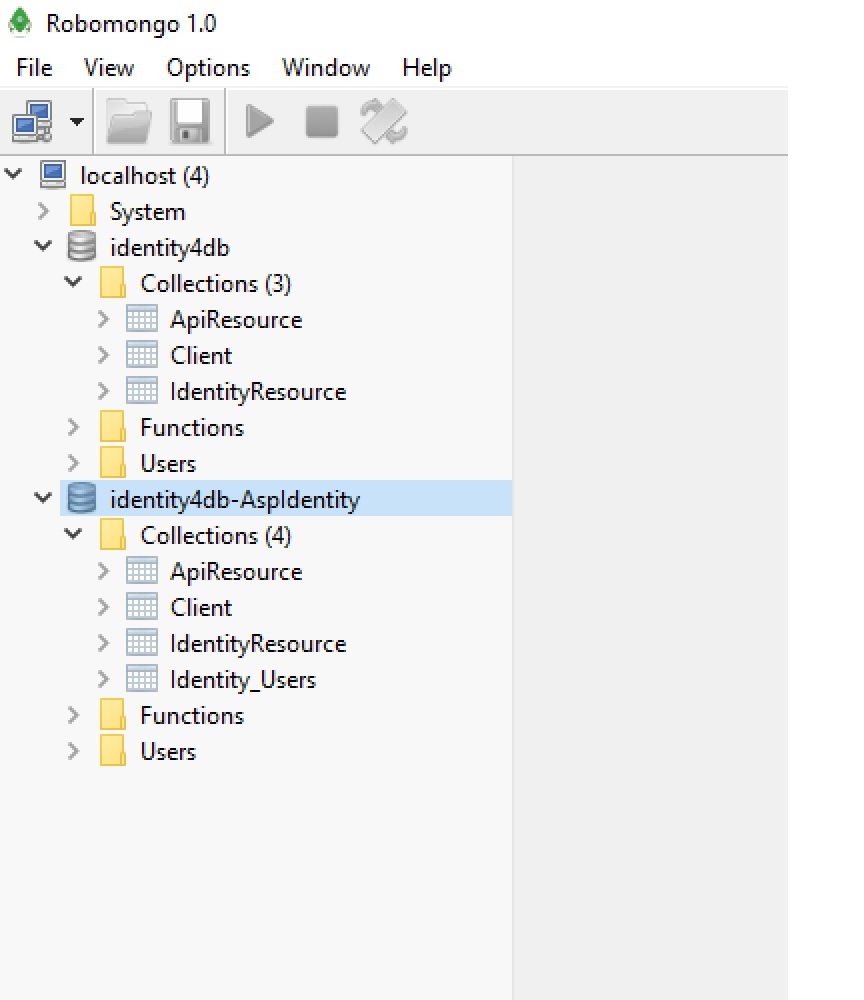 Robomongo 1.0
File View Options Window Help
localhost (4)
System
identity4db
Collections (3)
ApiResource
Client
IdentityResource
Functions
Users
identity4db-AspIdentity
Collections (4)
ApiResource
Client
IdentityResource
Identity_Users
Functions
Users